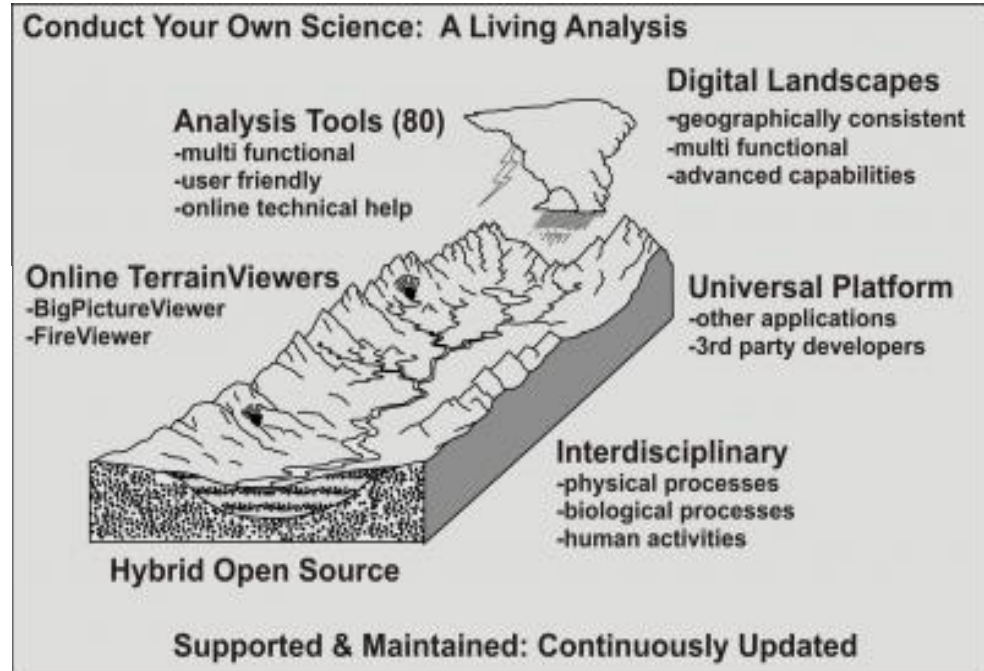 Conduct Your Own Science: A Living Analysis
Digital Landscapes
-geographically consistent
-multi functional
-advanced capabilities
Analysis Tools (80)
-multi functional
-user friendly
-online technical help
Online TerrainViewers
-BigPictureViewer
-FireViewer
Universal Platform
-other applications
-3rd party developers
Interdisciplinary
-physical processes
-biological processes
-human activities
Hybrid Open Source
Supported & Maintained: Continuously Updated